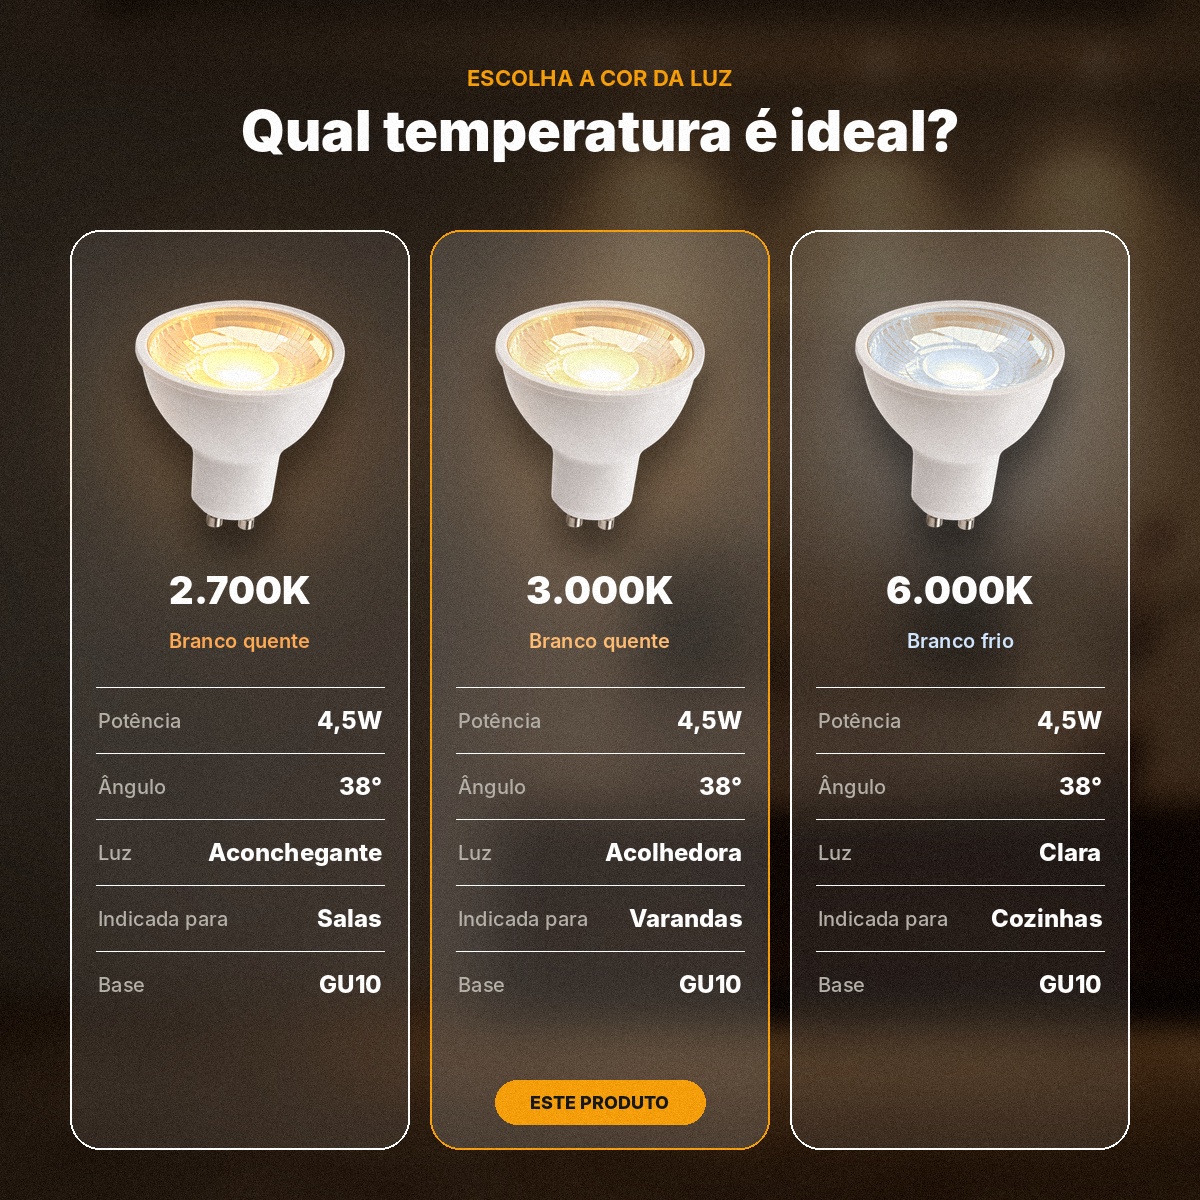 ESCOLHA A COR DA LUZ
Qual temperatura é ideal?
2.700K
Branco quente
Potência 4,5W
Ângulo 38°
Luz Aconchegante
Indicada para Salas
Base GU10
3.000K
Branco quente
Potência 4,5W
Ângulo 38°
Luz Acolhedora
Indicada para Varandas
Base GU10
ESTE PRODUTO
6.000K
Branco frio
Potência 4,5W
Ângulo 38°
Luz Clara
Indicada para Cozinhas
Base GU10